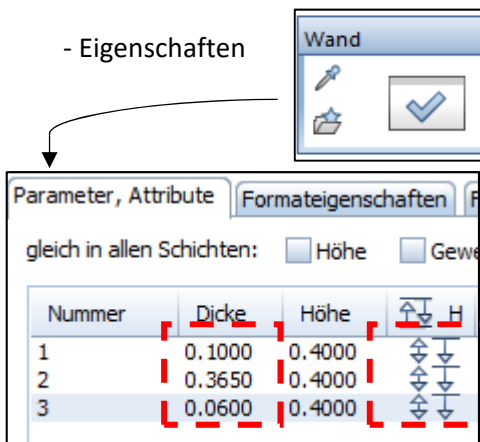 - Eigenschaften
Wand
Parameter, Attribute Formateigenschaften F
gleich in allen Schichten: Höhe Gewe
Nummer Dicke Höhe H
1 0.1000 0.4000
2 0.3650 0.4000
3 0.0600 0.4000